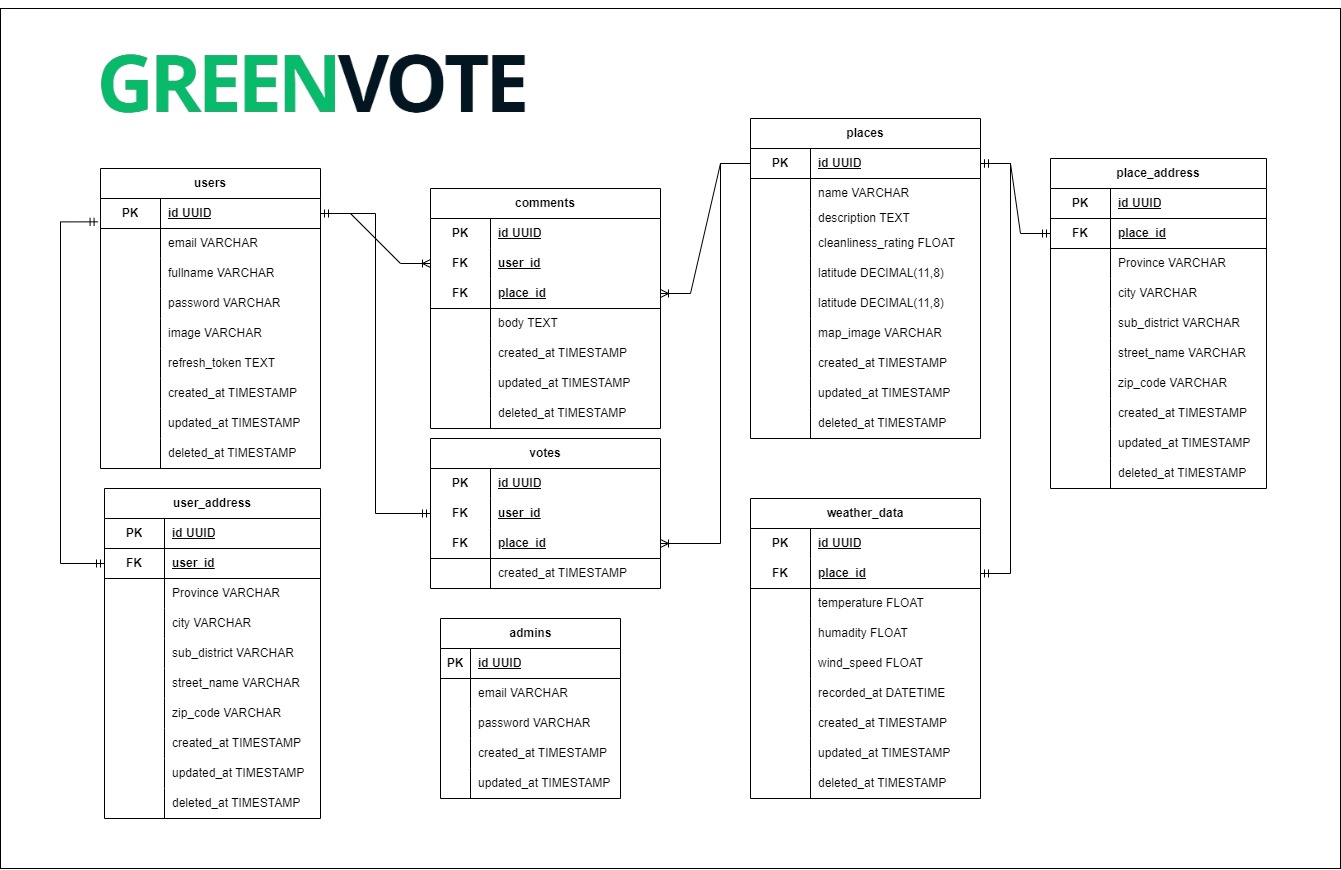 GREENVOTE
users
PK id UUID
email VARCHAR
fullname VARCHAR
password VARCHAR
image VARCHAR
refresh_token TEXT
created_at TIMESTAMP
updated_at TIMESTAMP
deleted_at TIMESTAMP
user_address
PK id UUID
FK user_id
Province VARCHAR
city VARCHAR
sub_district VARCHAR
street_name VARCHAR
zip_code VARCHAR
created_at TIMESTAMP
updated_at TIMESTAMP
deleted_at TIMESTAMP
comments
PK id UUID
FK user_id
FK place_id
body TEXT
created_at TIMESTAMP
updated_at TIMESTAMP
deleted_at TIMESTAMP
votes
PK id UUID
FK user_id
FK place_id
created_at TIMESTAMP
admins
PK id UUID
email VARCHAR
password VARCHAR
created_at TIMESTAMP
updated_at TIMESTAMP
places
PK id UUID
name VARCHAR
description TEXT
cleanliness_rating FLOAT
latitude DECIMAL(11,8)
latitude DECIMAL(11,8)
map_image VARCHAR
created_at TIMESTAMP
updated_at TIMESTAMP
deleted_at TIMESTAMP
weather_data
PK id UUID
FK place_id
temperature FLOAT
humadity FLOAT
wind_speed FLOAT
recorded_at DATETIME
created_at TIMESTAMP
updated_at TIMESTAMP
deleted_at TIMESTAMP
place_address
PK id UUID
FK place_id
Province VARCHAR
city VARCHAR
sub_district VARCHAR
street_name VARCHAR
zip_code VARCHAR
created_at TIMESTAMP
updated_at TIMESTAMP
deleted_at TIMESTAMP